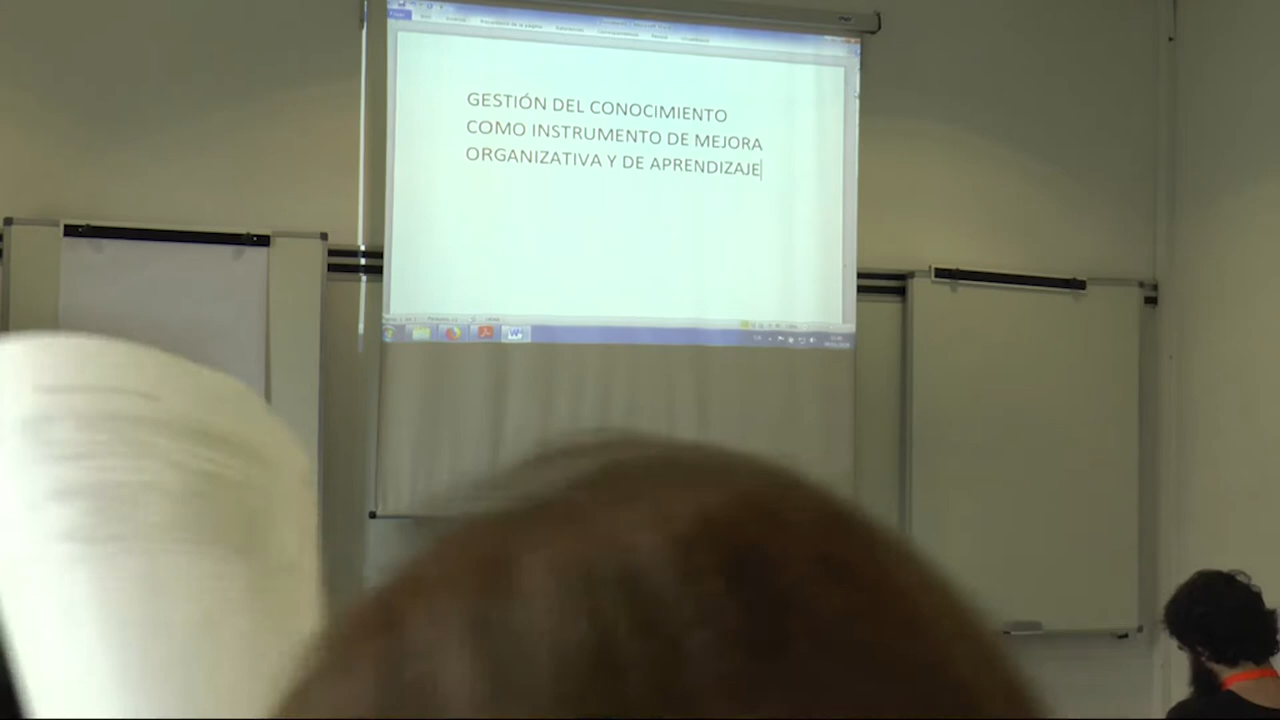 GESTIÓN DEL CONOCIMIENTO
COMO INSTRUMENTO DE MEJORA
ORGANIZATIVA Y DE APRENDIZAJE